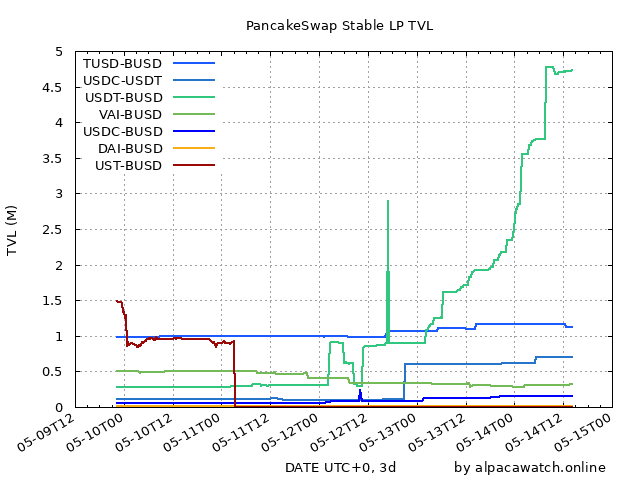 PancakeSwap Stable LP TVL
TVL (M)
5
4.5
4
3.5
3
2.5
2
1.5
1
0.5
0
TUSD-BUSD
USDC-USDT
USDT-BUSD
VAI-BUSD
USDC-BUSD
DAI-BUSD
UST-BUSD
05-09T12
05-10T00
05-10T12
05-11T00
05-11T12
05-12T00
05-12T12
05-13T00
05-13T12
05-14T00
05-14T12
05-15T00
DATE UTC+0, 3d
by alpacawatch.online